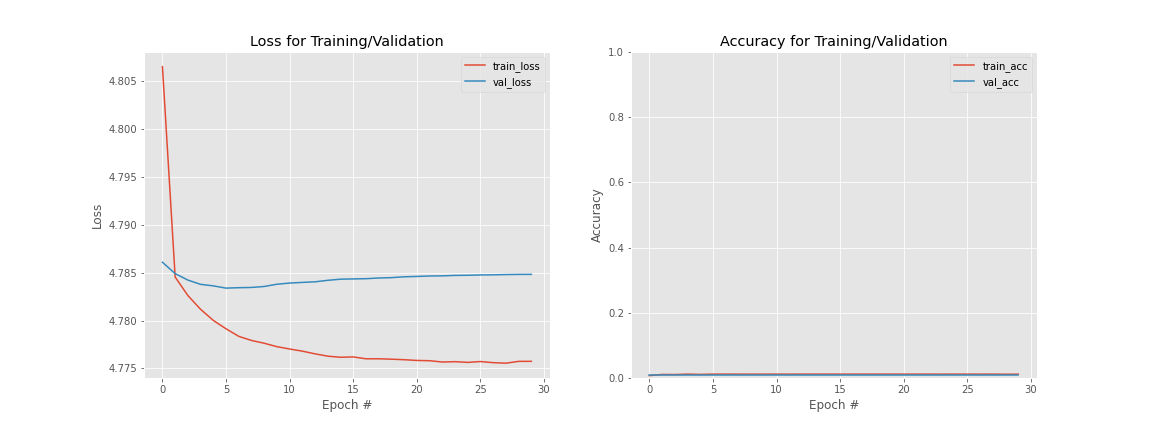 Loss for Training/Validation
train_loss
val_loss
4.805
4.800
4.795
4.790
4.785
4.780
4.775
Loss
0 5 10 15 20 25 30
Epoch #
Accuracy for Training/Validation
train_acc
val_acc
1.0
0.8
0.6
0.4
0.2
0.0
Accuracy
0 5 10 15 20 25 30
Epoch #